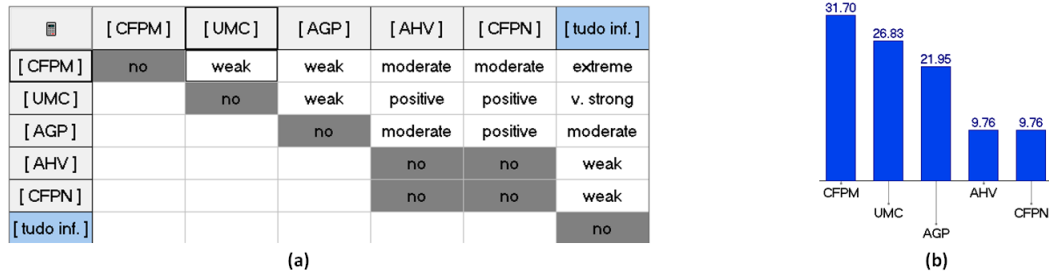 [ CFPM ] [ UMC ] [ AGP ] [ AHV ] [ CFPN ] [ tudo inf. ]
[ CFPM ] no weak weak moderate moderate extreme
[ UMC ] no weak positive positive v. strong
[ AGP ] no moderate positive moderate
[ AHV ] no no weak
[ CFPN ] no no weak
[ tudo inf. ] no
(a)
31.70
26.83
21.95
9.76 9.76
CFPM AHV
UMC CFPN
AGP
(b)